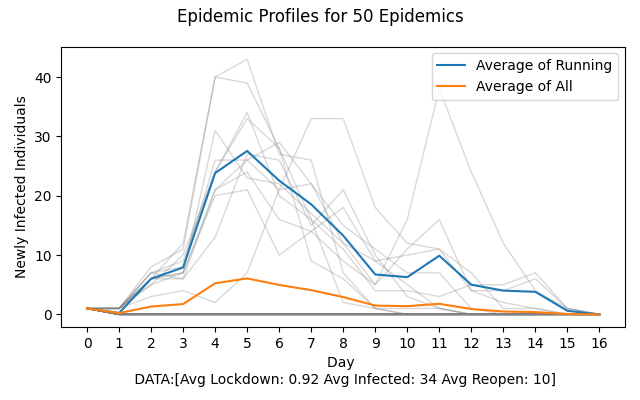 Epidemic Profiles for 50 Epidemics
Newly Infected Individuals
40
30
20
10
0
Average of Running
Average of All
0 1 2 3 4 5 6 7 8 9 10 11 12 13 14 15 16
Day
DATA:[Avg Lockdown: 0.92 Avg Infected: 34 Avg Reopen: 10]